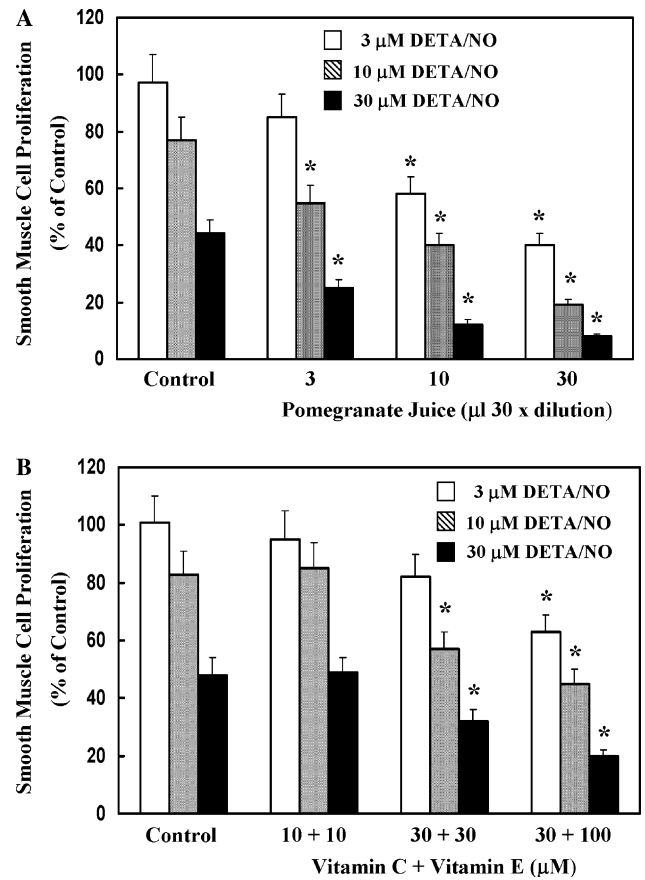 A
120
100
80
60
40
20
0
Smooth Muscle Cell Proliferation
(% of Control)
3 µM DETA/NO
10 µM DETA/NO
30 µM DETA/NO
* * * * * * * *
Control 3 10 30
Pomegranate Juice (µl 30 x dilution)
B
120
100
80
60
40
20
0
Smooth Muscle Cell Proliferation
(% of Control)
3 µM DETA/NO
10 µM DETA/NO
30 µM DETA/NO
* * * * *
Control 10 + 10 30 + 30 30 + 100
Vitamin C + Vitamin E (µM)